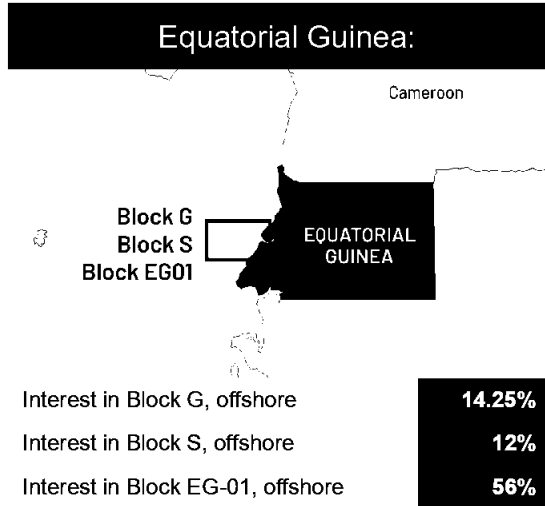 Equatorial Guinea:
Cameroon
Block G
Block S
Block EG01
EQUATORIAL
GUINEA
Interest in Block G, offshore 14.25%
Interest in Block S, offshore 12%
Interest in Block EG-01, offshore 56%